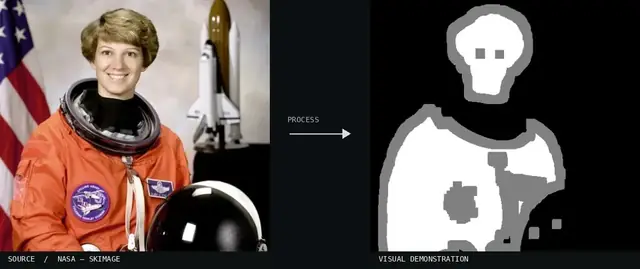 PROCESS
SOURCE / NASA — SKIMAGE
VISUAL DEMONSTRATION